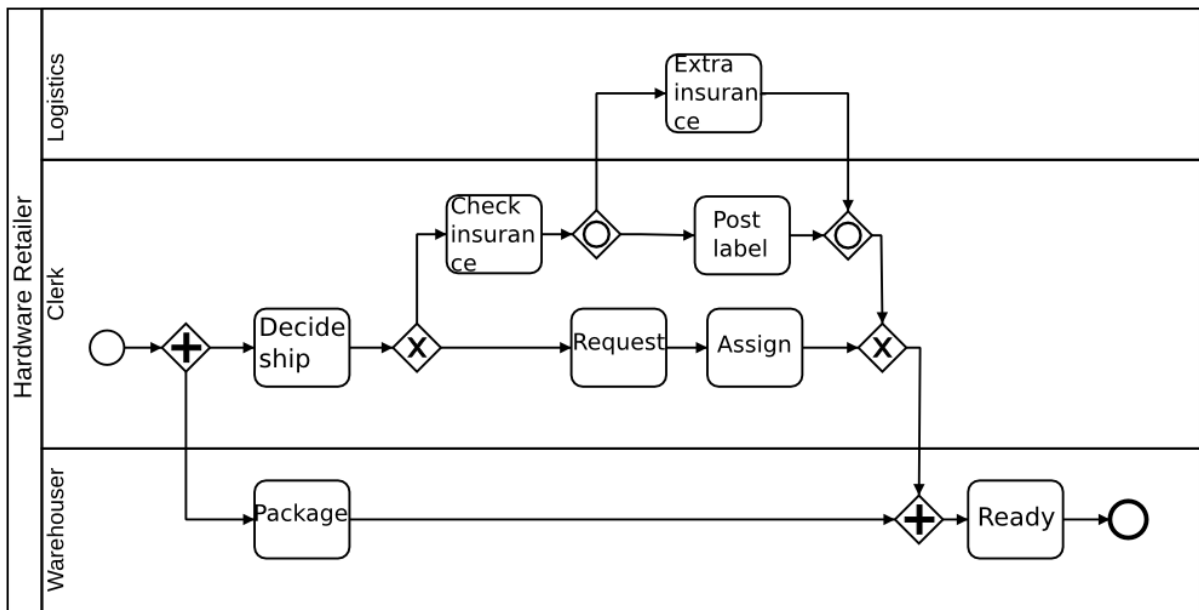 Hardware Retailer
Logistics
Extra
insuran
ce
Clerk
Check
insuran
ce
Post
label
Decide
ship
Request
Assign
Warehouser
Package
Ready